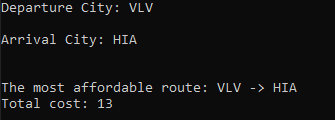 Departure City: VLV
Arrival City: HIA
The most affordable route: VLV -> HIA
Total cost: 13